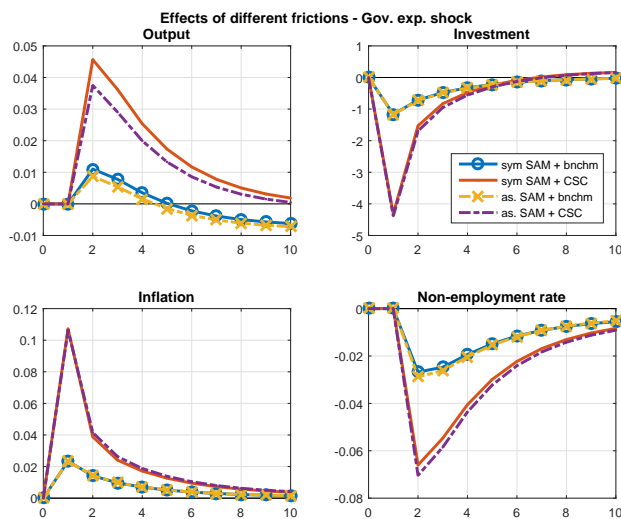 Effects of different frictions - Gov. exp. shock
Output
0.05
0.04
0.03
0.02
0.01
0
-0.01
0 2 4 6 8 10
Investment
1
0
-1
-2
-3
-4
-5
0 2 4 6 8 10
sym SAM + bnchm
sym SAM + CSC
as. SAM + bnchm
as. SAM + CSC
Inflation
0.12
0.1
0.08
0.06
0.04
0.02
0
0 2 4 6 8 10
Non-employment rate
0
-0.02
-0.04
-0.06
-0.08
0 2 4 6 8 10